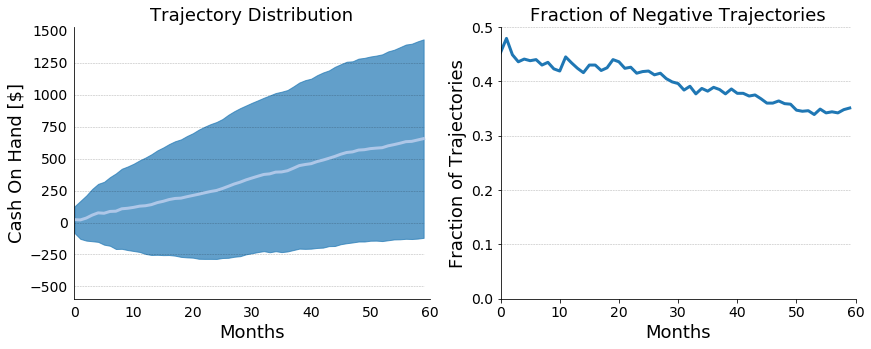 Trajectory Distribution
Cash On Hand [$]
1500
1250
1000
750
500
250
0
−250
−500
0 10 20 30 40 50 60
Months
Fraction of Negative Trajectories
Fraction of Trajectories
0.5
0.4
0.3
0.2
0.1
0.0
0 10 20 30 40 50 60
Months